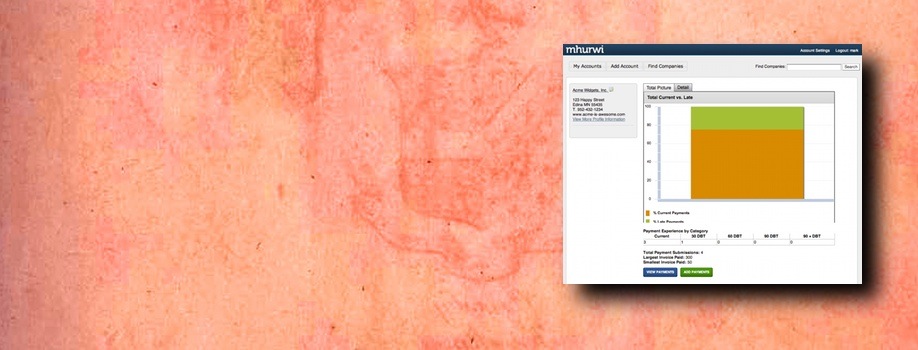 mhurwi
Account Settings Logout mark
My Accounts Add Account Find Companies
Find Companies: Search
Acme Widgets, Inc.
123 Happy Street
Edina MN 55435
T. 952-432-1234
www.acme-is-awesome.com
View More Profile Information
Total Picture Detail
Total Current vs. Late
100
80
60
40
20
0
% Current Payments
% Late Payments
Payment Experience by Category
Current 30 DBT 60 DBT 90 DBT 90 + DBT
3 1 0 0 0
Total Payment Submissions: 4
Largest Invoice Paid: 300
Smallest Invoice Paid: 50
VIEW PAYMENTS ADD PAYMENTS